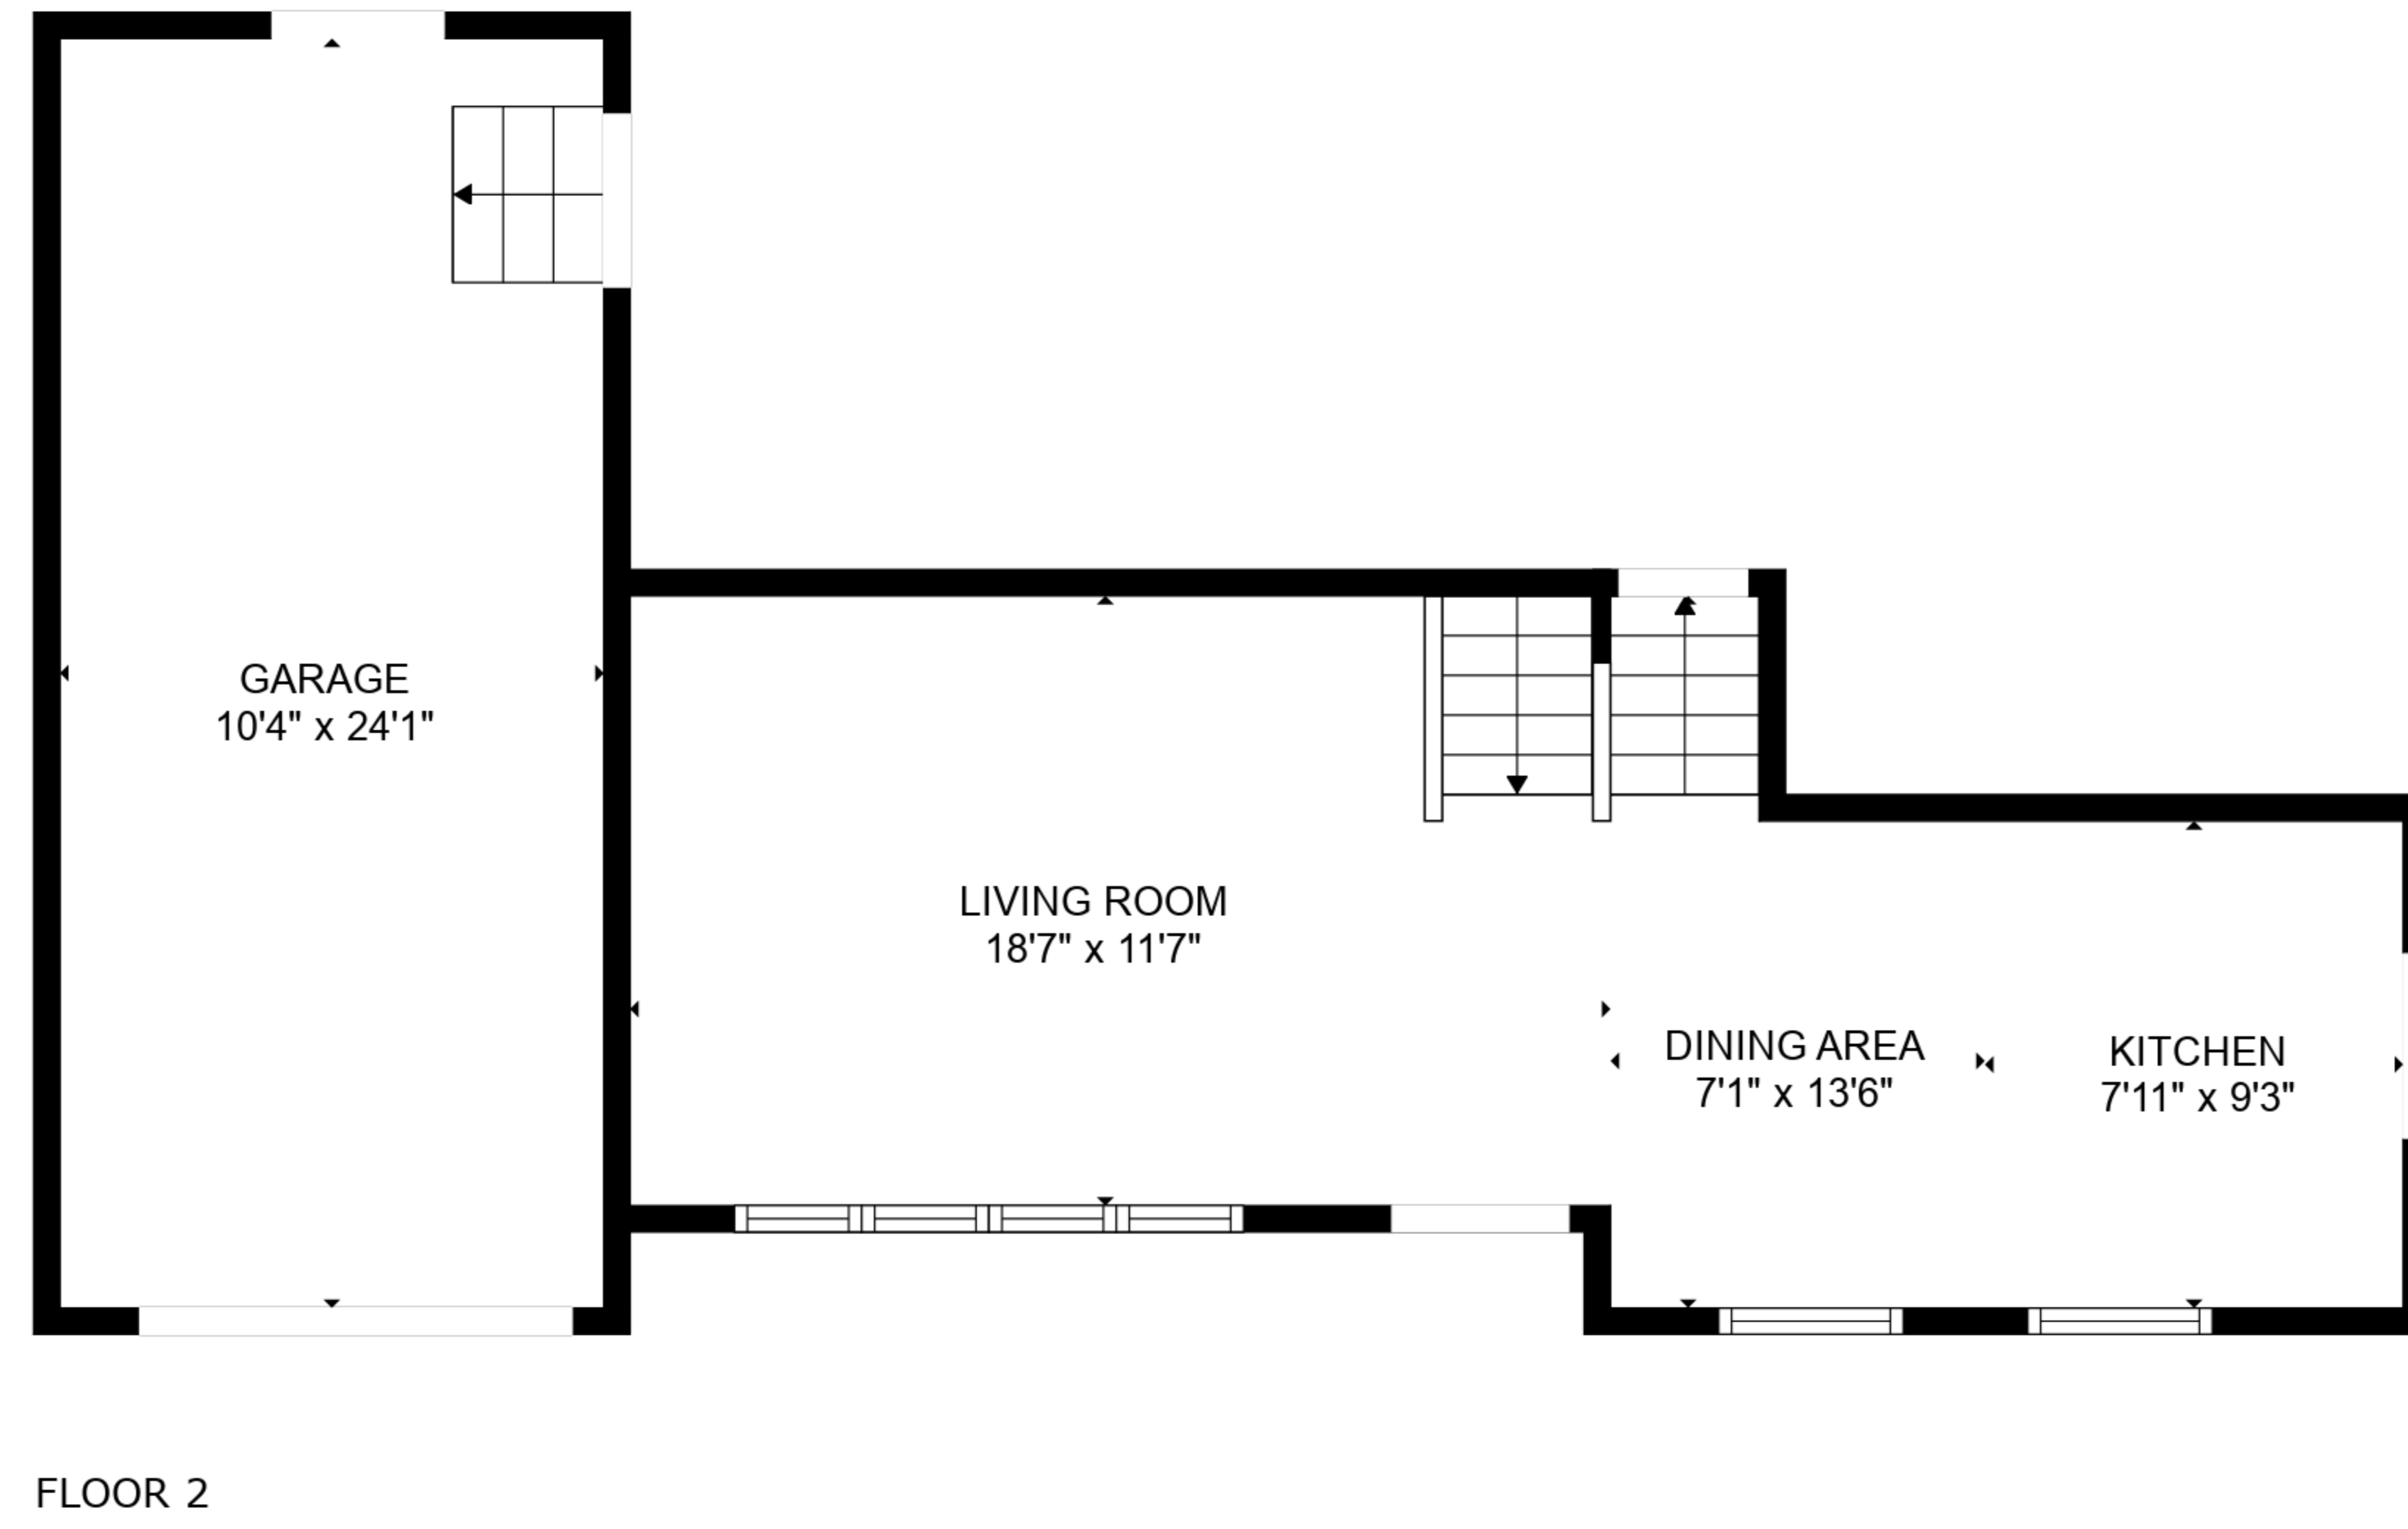 GARAGE
10'4" x 24'1"
LIVING ROOM
18'7" x 11'7"
DINING AREA
7'1" x 13'6"
KITCHEN
7'11" x 9'3"
FLOOR 2